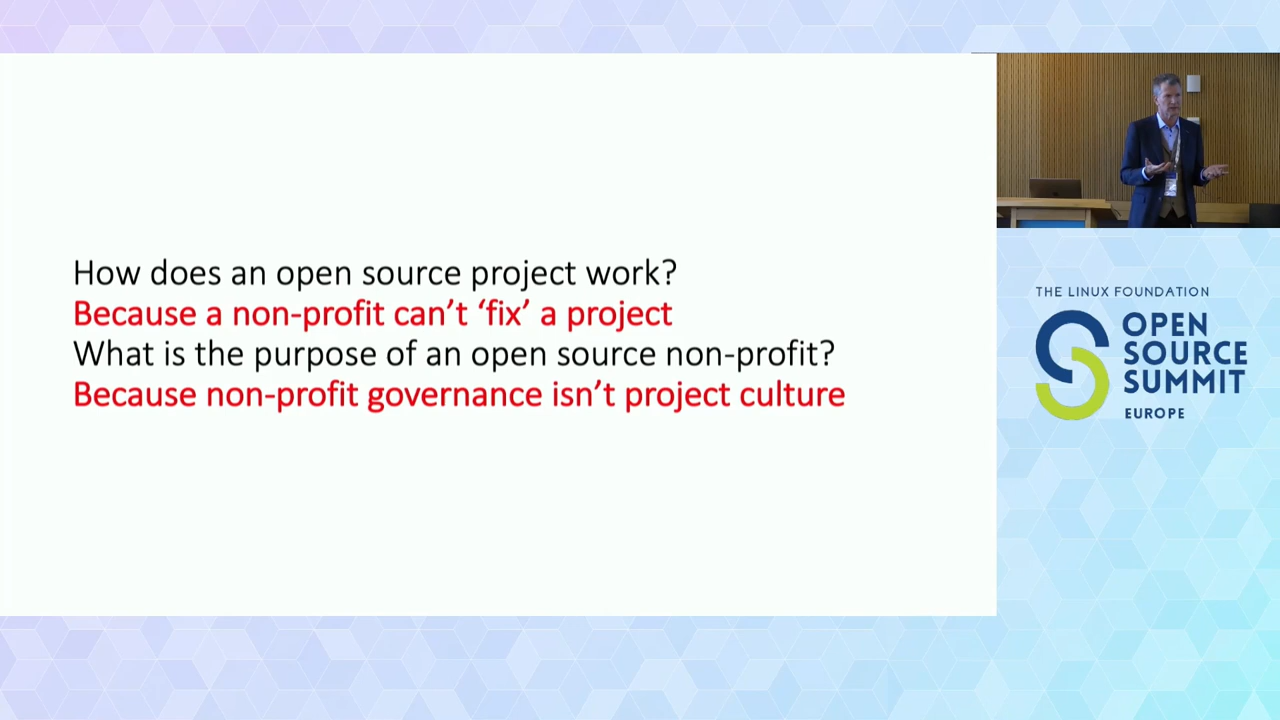 How does an open source project work?
Because a non-profit can’t ‘fix’ a project
What is the purpose of an open source non-profit?
Because non-profit governance isn’t project culture
THE LINUX FOUNDATION
OPEN
SOURCE
SUMMIT
EUROPE